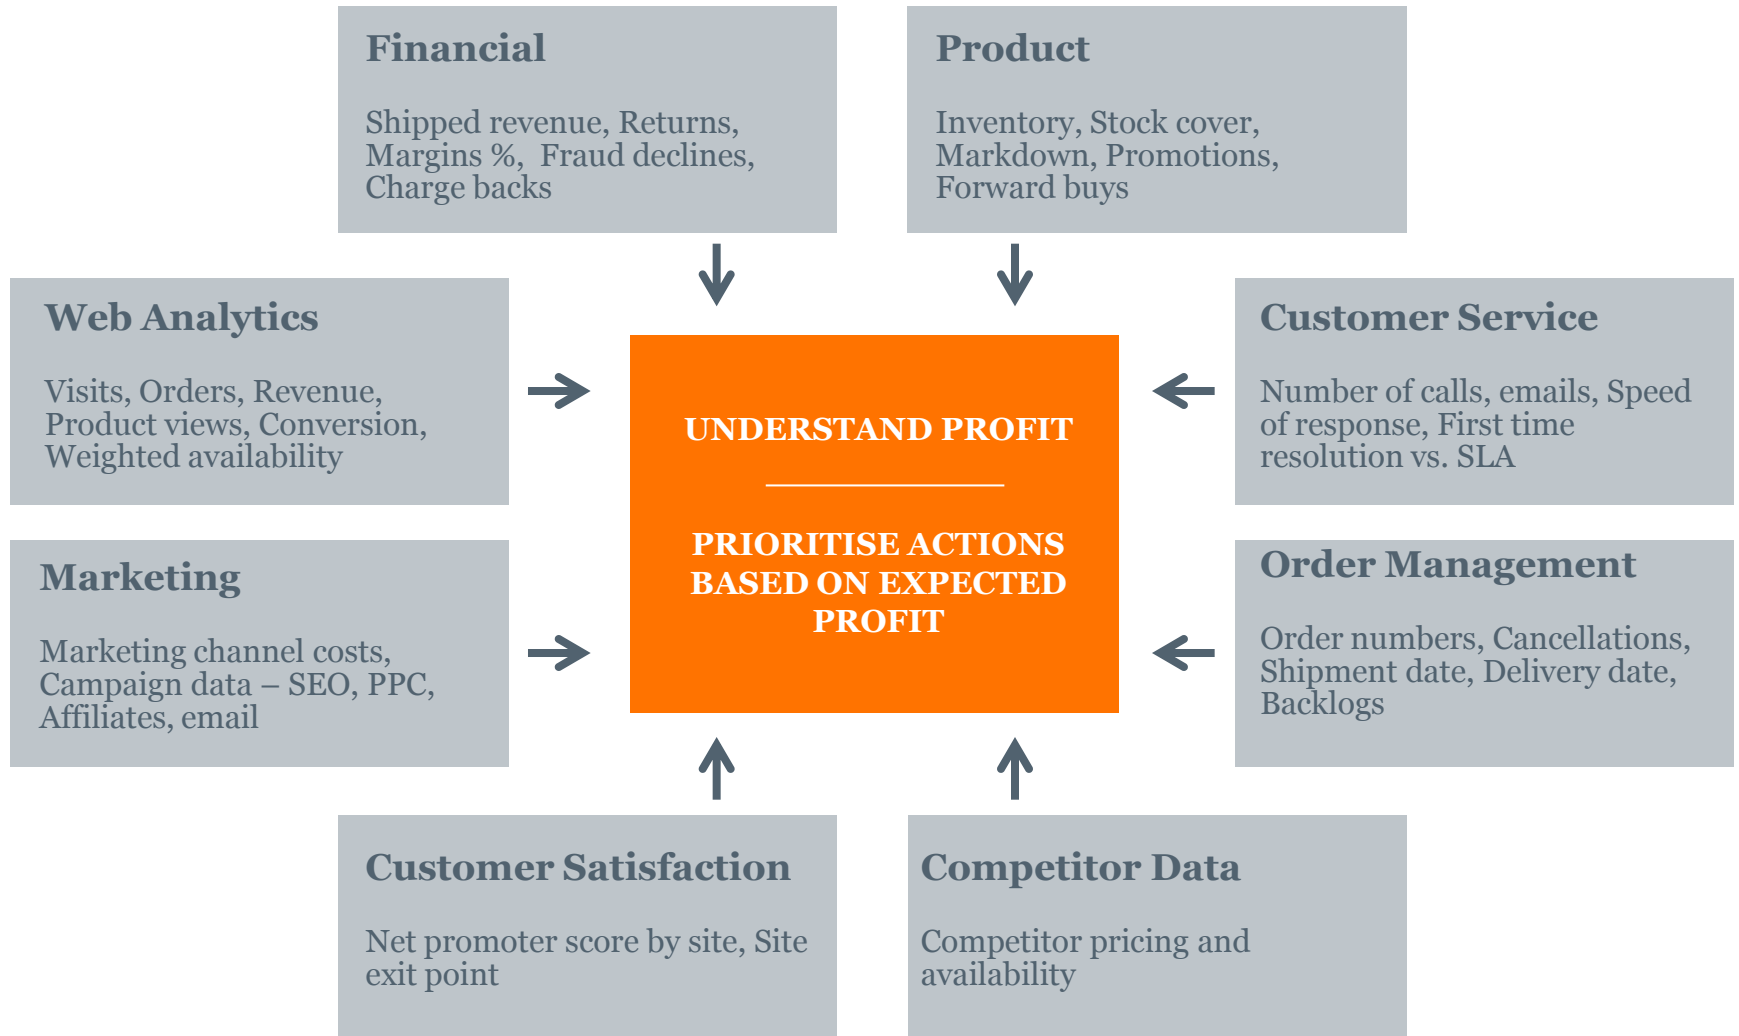 Financial
Shipped revenue, Returns,
Margins %,  Fraud declines,
Charge backs
Product
Inventory, Stock cover,
Markdown, Promotions,
Forward buys
Web Analytics
Visits, Orders, Revenue,
Product views, Conversion,
Weighted availability
UNDERSTAND PROFIT
PRIORITISE ACTIONS
BASED ON EXPECTED
PROFIT
Customer Service
Number of calls, emails, Speed
of response, First time
resolution vs. SLA
Marketing
Marketing channel costs,
Campaign data – SEO, PPC,
Affiliates, email
Order Management
Order numbers, Cancellations,
Shipment date, Delivery date,
Backlogs
Customer Satisfaction
Net promoter score by site, Site
exit point
Competitor Data
Competitor pricing and
availability